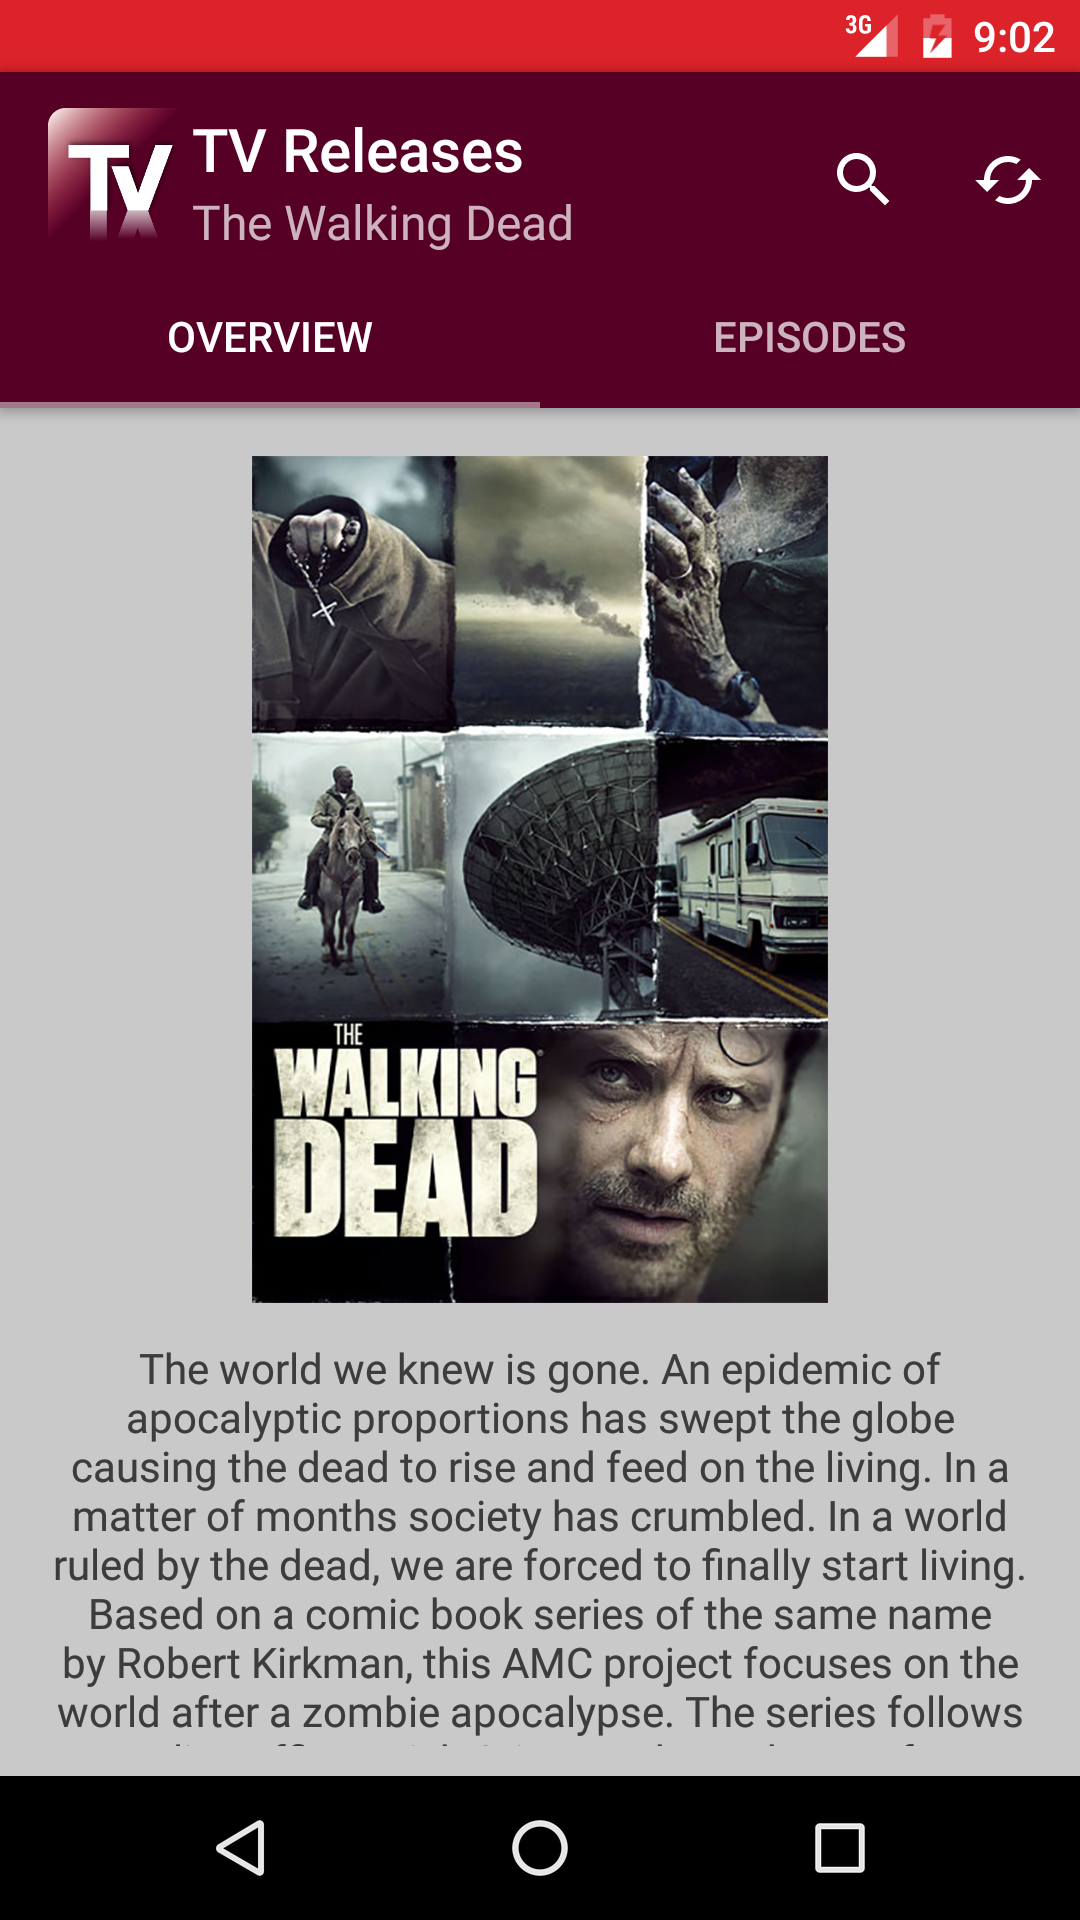 3G 9:02
TV TV Releases
The Walking Dead
OVERVIEW EPISODES
THE
WALKING
DEAD
The world we knew is gone. An epidemic of
apocalyptic proportions has swept the globe
causing the dead to rise and feed on the living. In a
matter of months society has crumbled. In a world
ruled by the dead, we are forced to finally start living.
Based on a comic book series of the same name
by Robert Kirkman, this AMC project focuses on the
world after a zombie apocalypse. The series follows